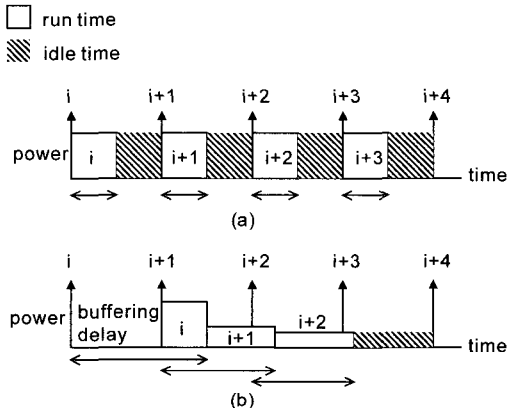 run time
idle time
i i+1 i+2 i+3 i+4
power i i+1 i+2 i+3 time
(a)
i i+1 i+2 i+3 i+4
buffering delay
power i i+1 i+2 time
(b)